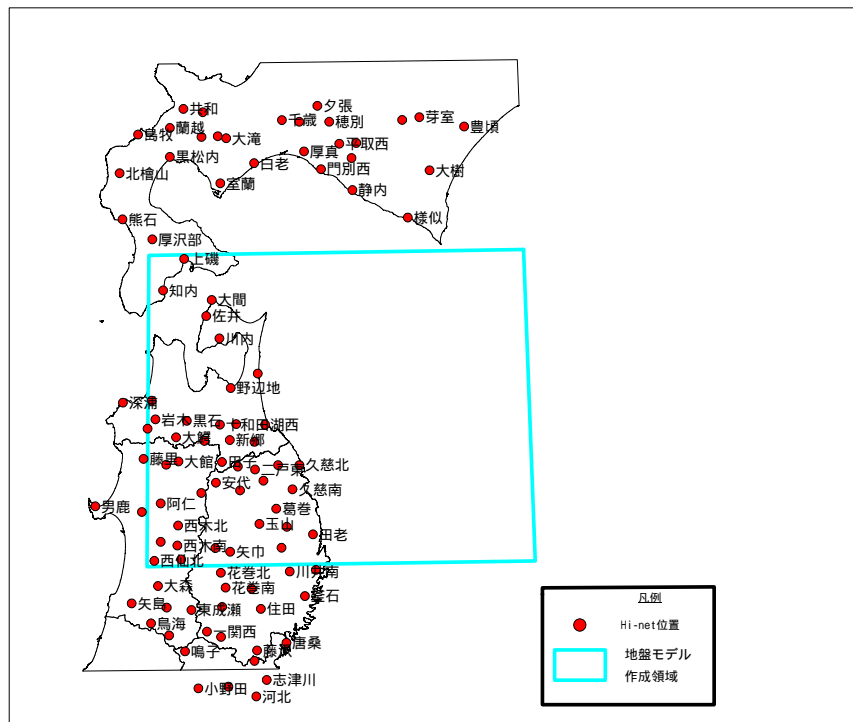 共和
夕張
千歳
穂別
芽室
豊頃
島牧
蘭越
大滝
平取西
厚真
黒松内
白老
門別西
大樹
北檜山
室蘭
静内
熊石
様似
厚沢部
上磯
知内
大間
佐井
川内
野辺地
深浦
岩木
黒石
十和田湖西
大鰐
新郷
藤里
大館
田子
二戸東
久慈北
安代
久慈南
男鹿
阿仁
葛巻
西木北
玉山
田老
西木南
矢巾
西仙北
花巻北
川井南
大森
花巻南
釜石
矢島
東成瀬
住田
鳥海
一関西
唐桑
鳴子
藤沢
志津川
小野田
河北
凡例
Hi-net位置
地盤モデル
作成領域